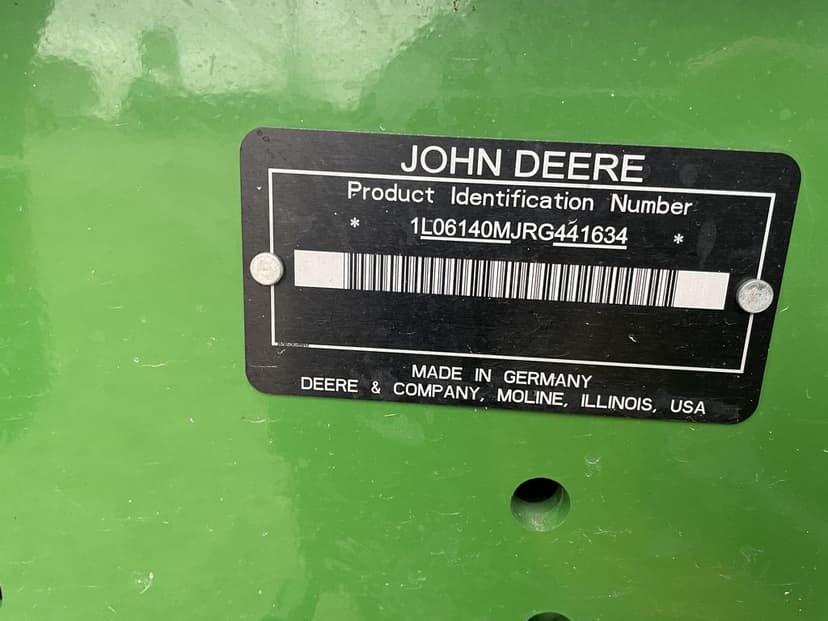 JOHN DEERE
Product Identification Number
* 1L06140MJRG441634 *
MADE IN GERMANY
DEERE & COMPANY, MOLINE, ILLINOIS, USA